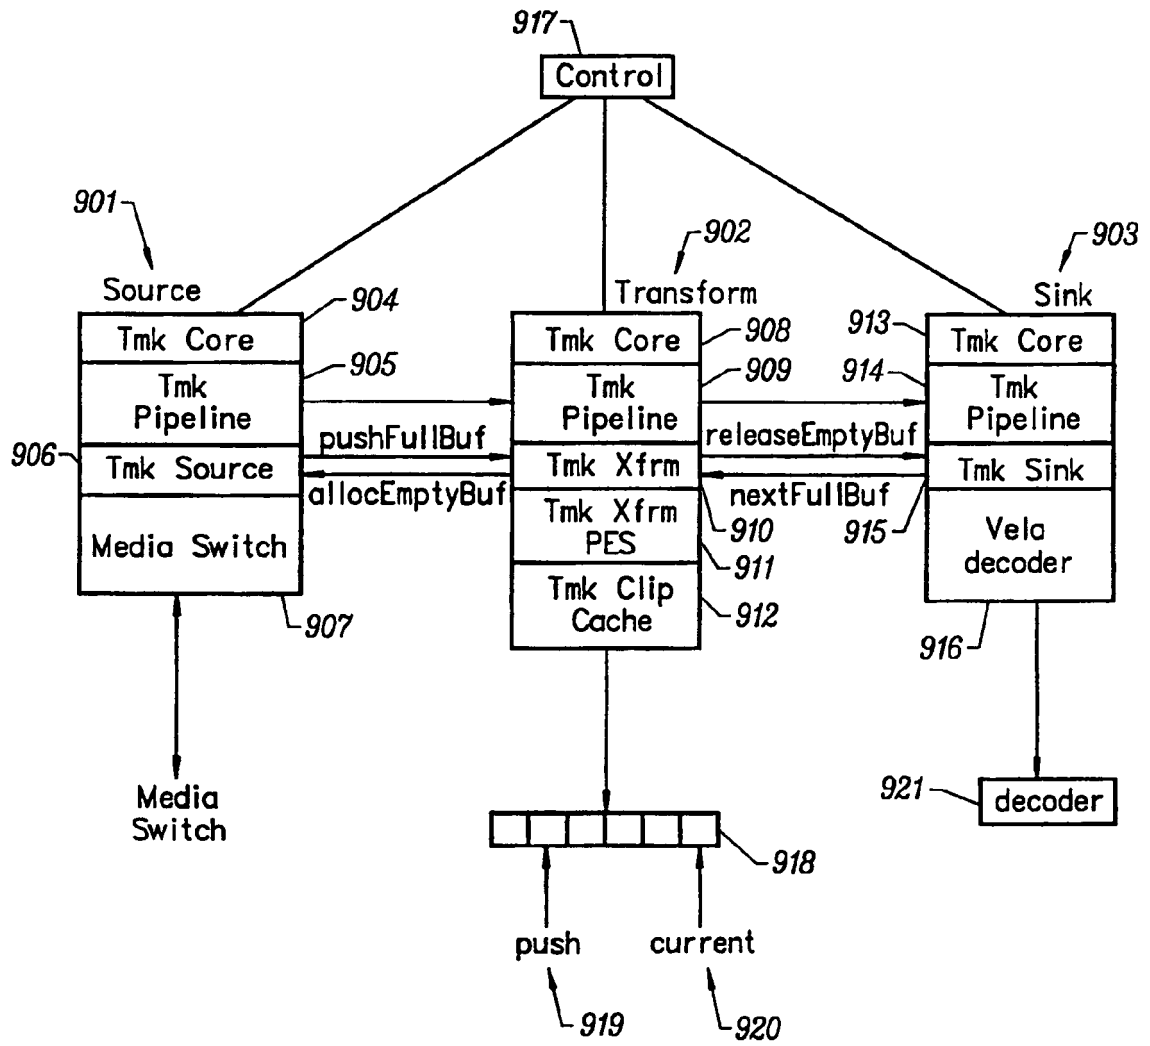 917
Control
901
902
903
Source
Transform
Sink
904
908
913
Tmk Core
Tmk Core
Tmk Core
905
909
914
Tmk
Pipeline
Tmk
Pipeline
Tmk
Pipeline
pushFullBuf
releaseEmptyBuf
906
Tmk Source
Tmk Xfrm
Tmk Sink
allocEmptyBuf
nextFullBuf
910
915
Media Switch
Tmk Xfrm
PES
Vela
decoder
911
Tmk Clip
Cache
912
907
916
Media
Switch
921
decoder
918
push
current
919
920